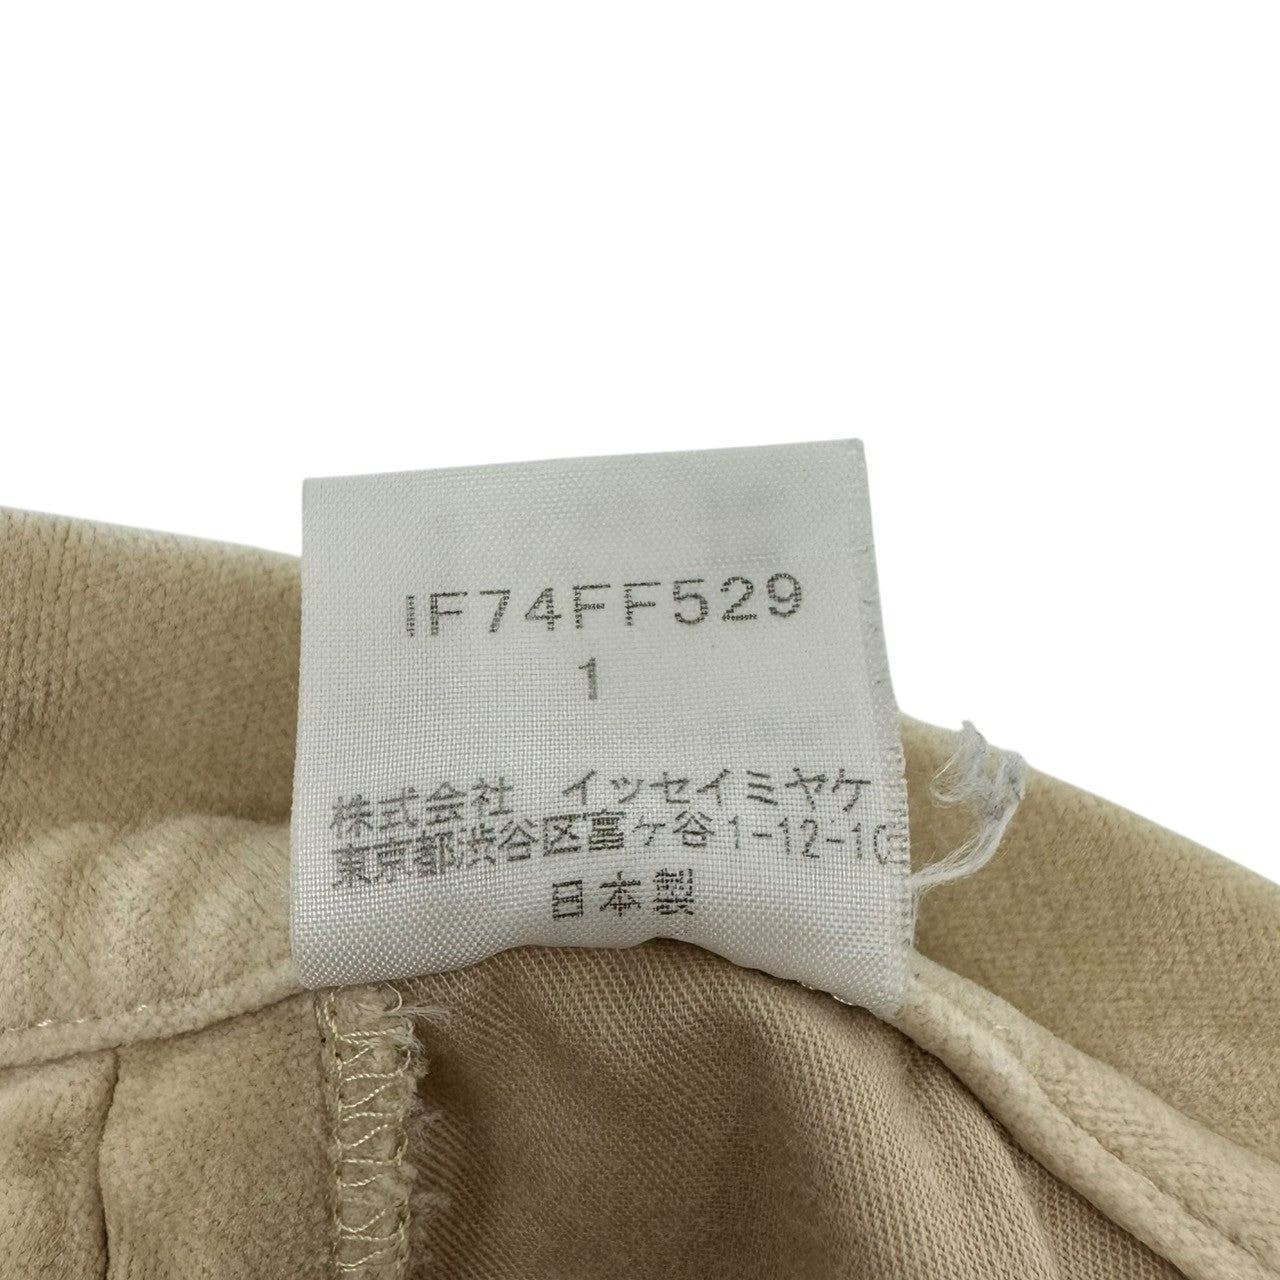 IF74FF529
1
株式会社　イッセイミヤケ
東京都渋谷区富ケ谷1-12-10
日本製